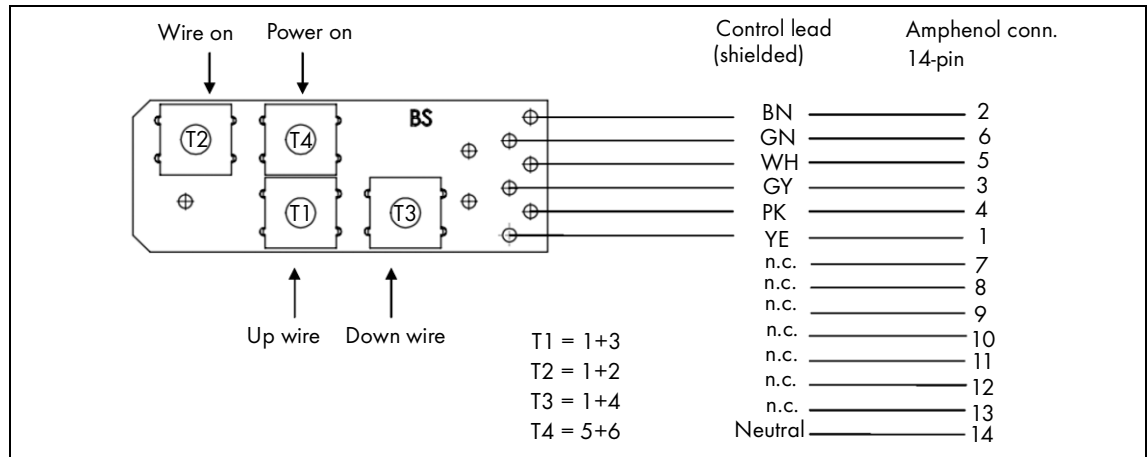 Wire on Power on Control lead Amphenol conn.
(shielded) 14-pin
BS
T2 T4
T1 T3
BN 2
GN 6
WH 5
GY 3
PK 4
YE 1
n.c. 7
n.c. 8
n.c. 9
n.c. 10
n.c. 11
n.c. 12
n.c. 13
Neutral 14
Up wire Down wire
T1 = 1+3
T2 = 1+2
T3 = 1+4
T4 = 5+6